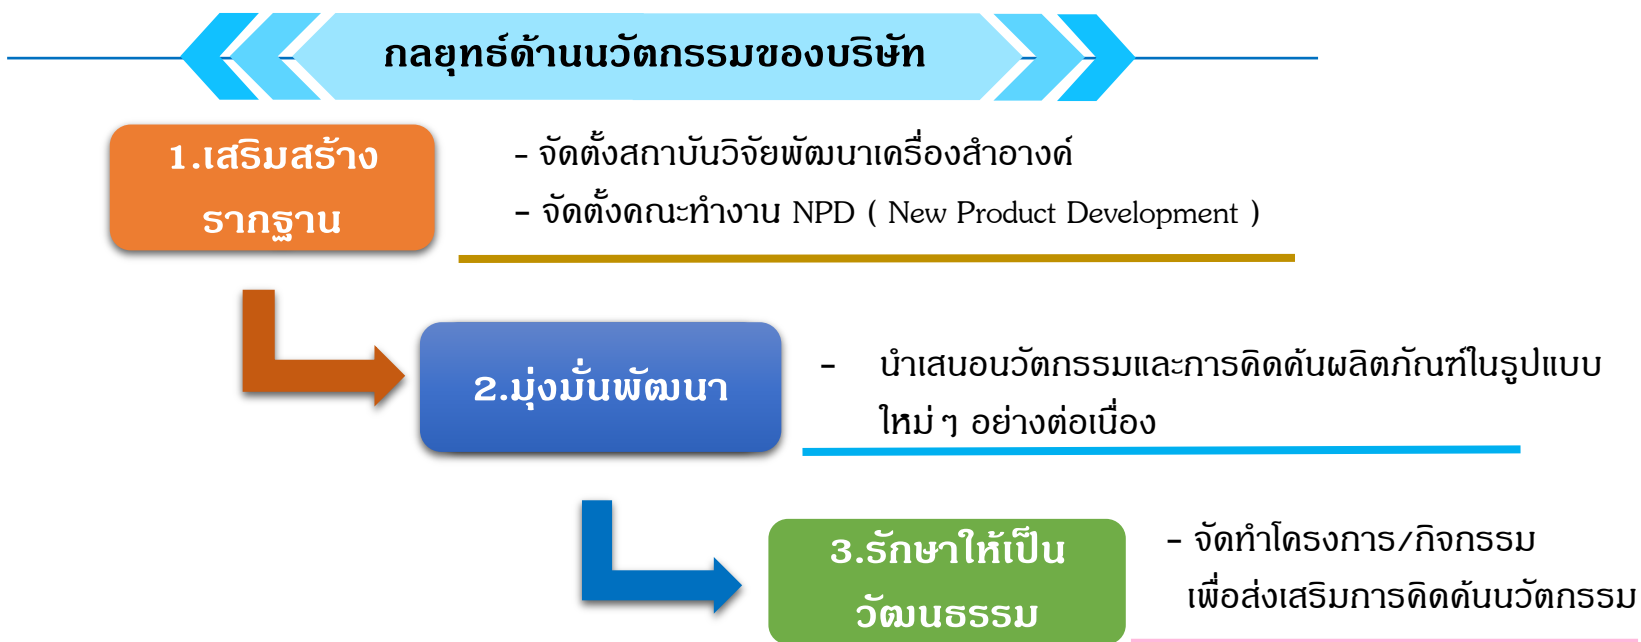 กลยุทธ์ด้านนวัตกรรมของบริษัท
1.เสริมสร้าง
รากฐาน
- จัดตั้งสถาบันวิจัยพัฒนาเครื่องสำอางค์
- จัดตั้งคณะทำงาน NPD ( New Product Development )
2.มุ่งมั่นพัฒนา
- นำเสนอนวัตกรรมและการคิดค้นผลิตภัณฑ์ในรูปแบบ
ใหม่ ๆ อย่างต่อเนื่อง
3.รักษาให้เป็น
วัฒนธรรม
- จัดทำโครงการ/กิจกรรม
เพื่อส่งเสริมการคิดค้นนวัตกรรม